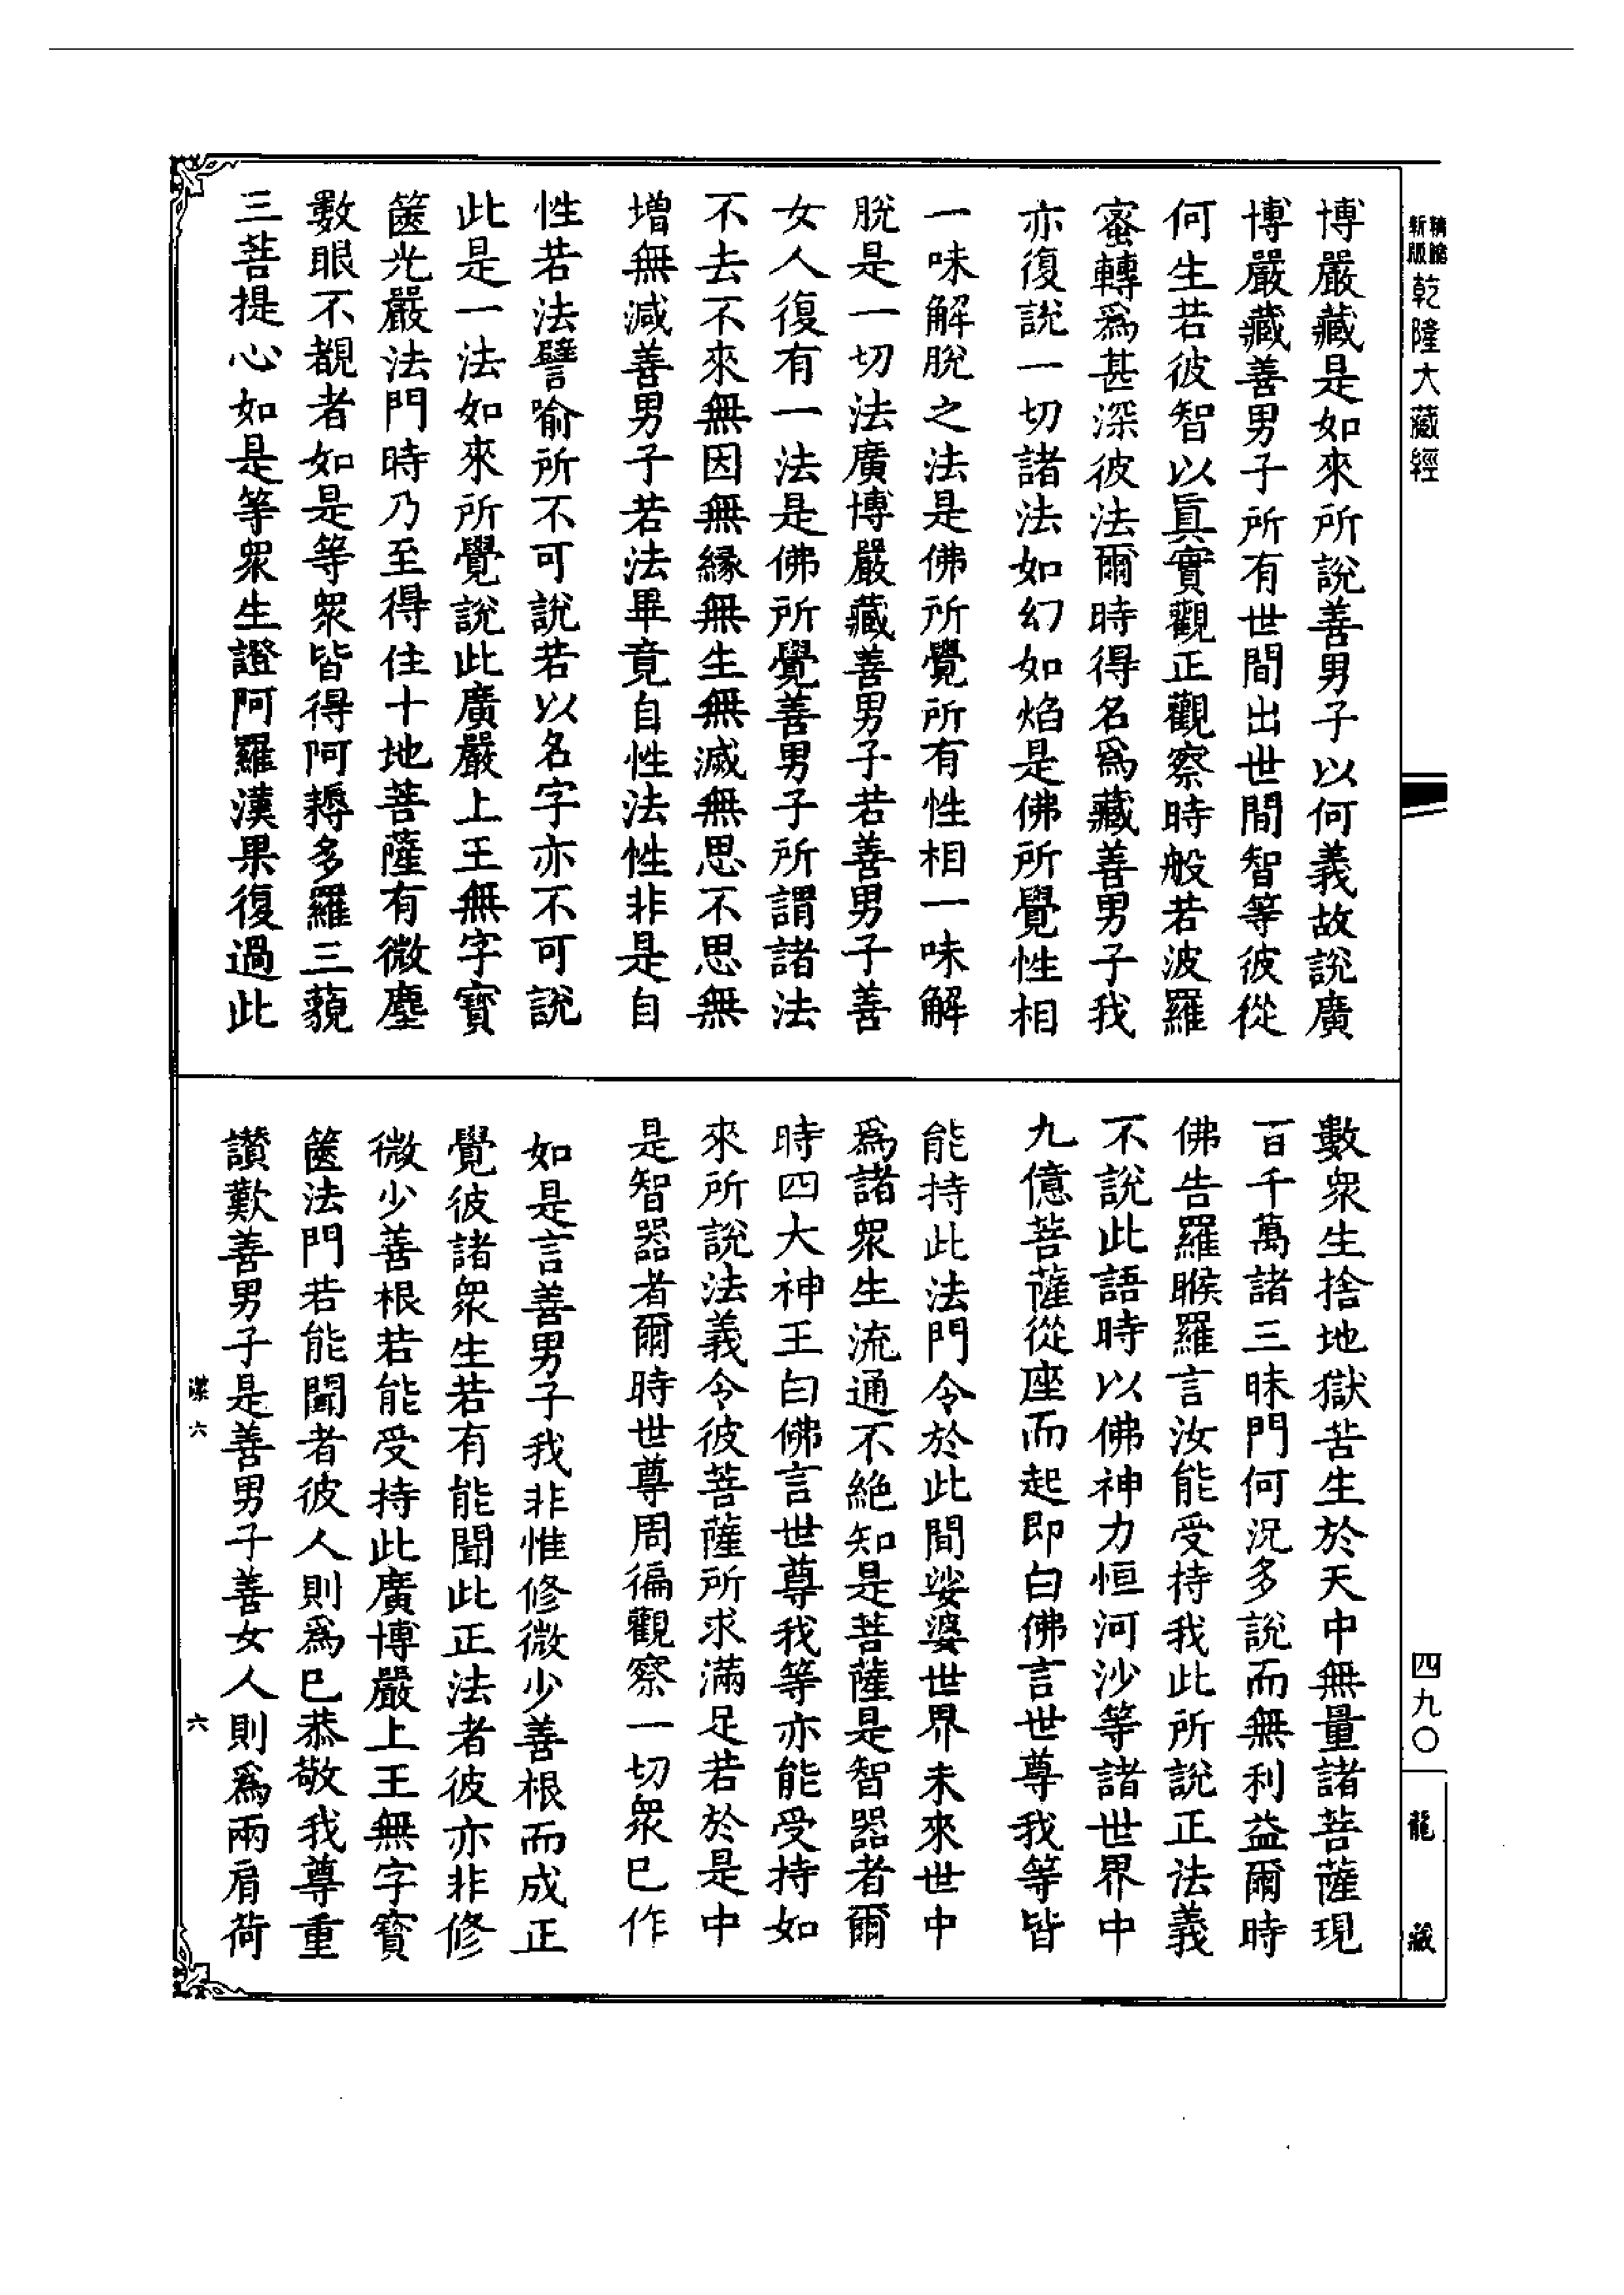 新版
精縮
乾隆大藏經
四九〇
龍藏
博嚴藏是如來所說善男子以何義故說廣
博嚴藏善男子所有世間出世間智等彼從
何生若彼智以眞實觀正觀察時般若波羅
蜜轉爲甚深彼法爾時得名爲藏善男子我
亦復說一切諸法如幻如焰是佛所覺性相
一味解脫之法是佛所覺所有性相一味解
脫是一切法廣博嚴藏善男子若善男子善
女人復有一法是佛所覺善男子所謂諸法
不去不來無因無緣無生無滅無思不思無
增無減善男子若法畢竟自性法性非是自
性若法譬喻所不可說若以名字亦不可說
此是一法如來所覺說此廣嚴上王無字寶
篋光嚴法門時乃至得住十地菩薩有微塵
數眼不覩者如是等衆皆得阿耨多羅三藐
三菩提心如是等衆生證阿羅漢果復過此
數衆生捨地獄苦生於天中無量諸菩薩現
百千萬諸三昧門何況多說而無利益爾時
佛告羅睺羅言汝能受持我此所說正法義
不說此語時以佛神力恒河沙等諸世界中
九億菩薩從座而起即白佛言世尊我等皆
能持此法門令於此間娑婆世界未來世中
爲諸衆生流通不絶知是菩薩是智器者爾
時四大神王白佛言世尊我等亦能受持如
來所說法義令彼菩薩所求滿足若於是中
是智器者爾時世尊周徧觀察一切衆已作
如是言善男子我非惟修微少善根而成正
覺彼諸衆生若有能聞此正法者彼亦非修
微少善根若能受持此廣博嚴上王無字寶
篋法門若能聞者彼人則爲已恭敬我尊重
讚歎善男子是善男子善女人則爲兩肩荷
六
六